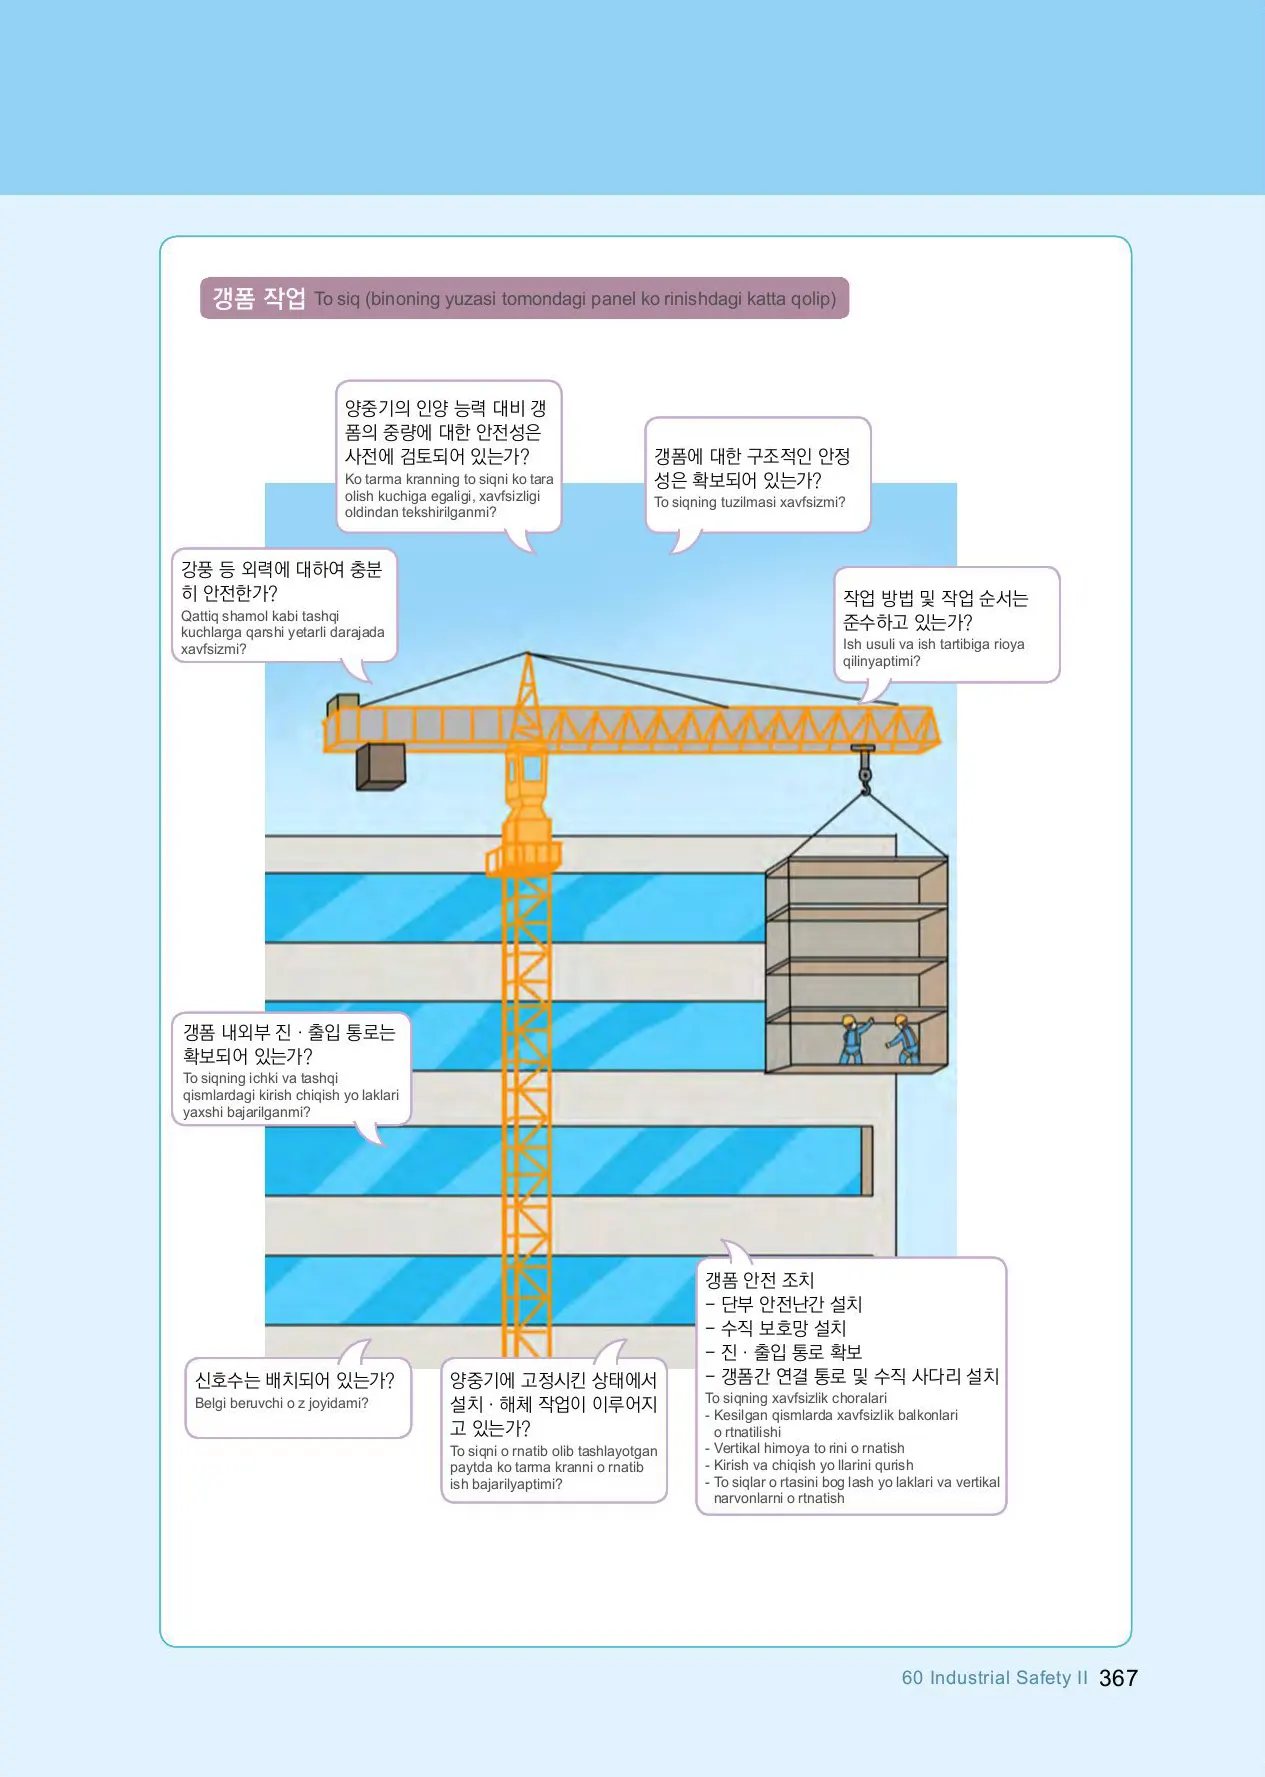 갱폼 작업 To siq (binoning yuzasi tomondagi panel ko rinishdagi katta qolip)
양중기의 인양 능력 대비 갱
폼의 중량에 대한 안전성은
사전에 검토되어 있는가?
Ko tarma kranning to siqni ko tara
olish kuchiga egaligi, xavfsizligi
oldindan tekshirilganmi?
갱폼에 대한 구조적인 안정
성은 확보되어 있는가?
To siqning tuzilmasi xavfsizmi?
강풍 등 외력에 대하여 충분
히 안전한가?
Qattiq shamol kabi tashqi
kuchlarga qarshi yetarli darajada
xavfsizmi?
작업 방법 및 작업 순서는
준수하고 있는가?
Ish usuli va ish tartibiga rioya
qilinyaptimi?
갱폼 내외부 진 · 출입 통로는
확보되어 있는가?
To siqning ichki va tashqi
qismlardagi kirish chiqish yo laklari
yaxshi bajarilganmi?
신호수는 배치되어 있는가?
Belgi beruvchi o z joyidami?
양중기에 고정시킨 상태에서
설치 · 해체 작업이 이루어지
고 있는가?
To siqni o rnatib olib tashlayotgan
paytda ko tarma kranni o rnatib
ish bajarilyaptimi?
갱폼 안전 조치
– 단부 안전난간 설치
– 수직 보호망 설치
– 진 · 출입 통로 확보
– 갱폼간 연결 통로 및 수직 사다리 설치
To siqning xavfsizlik choralari
- Kesilgan qismlarda xavfsizlik balkonlari
o rtnatilishi
- Vertikal himoya to rini o rnatish
- Kirish va chiqish yo llarini qurish
- To siqlar o rtasini bog lash yo laklari va vertikal
narvonlarni o rtnatish
60 Industrial Safety II 367